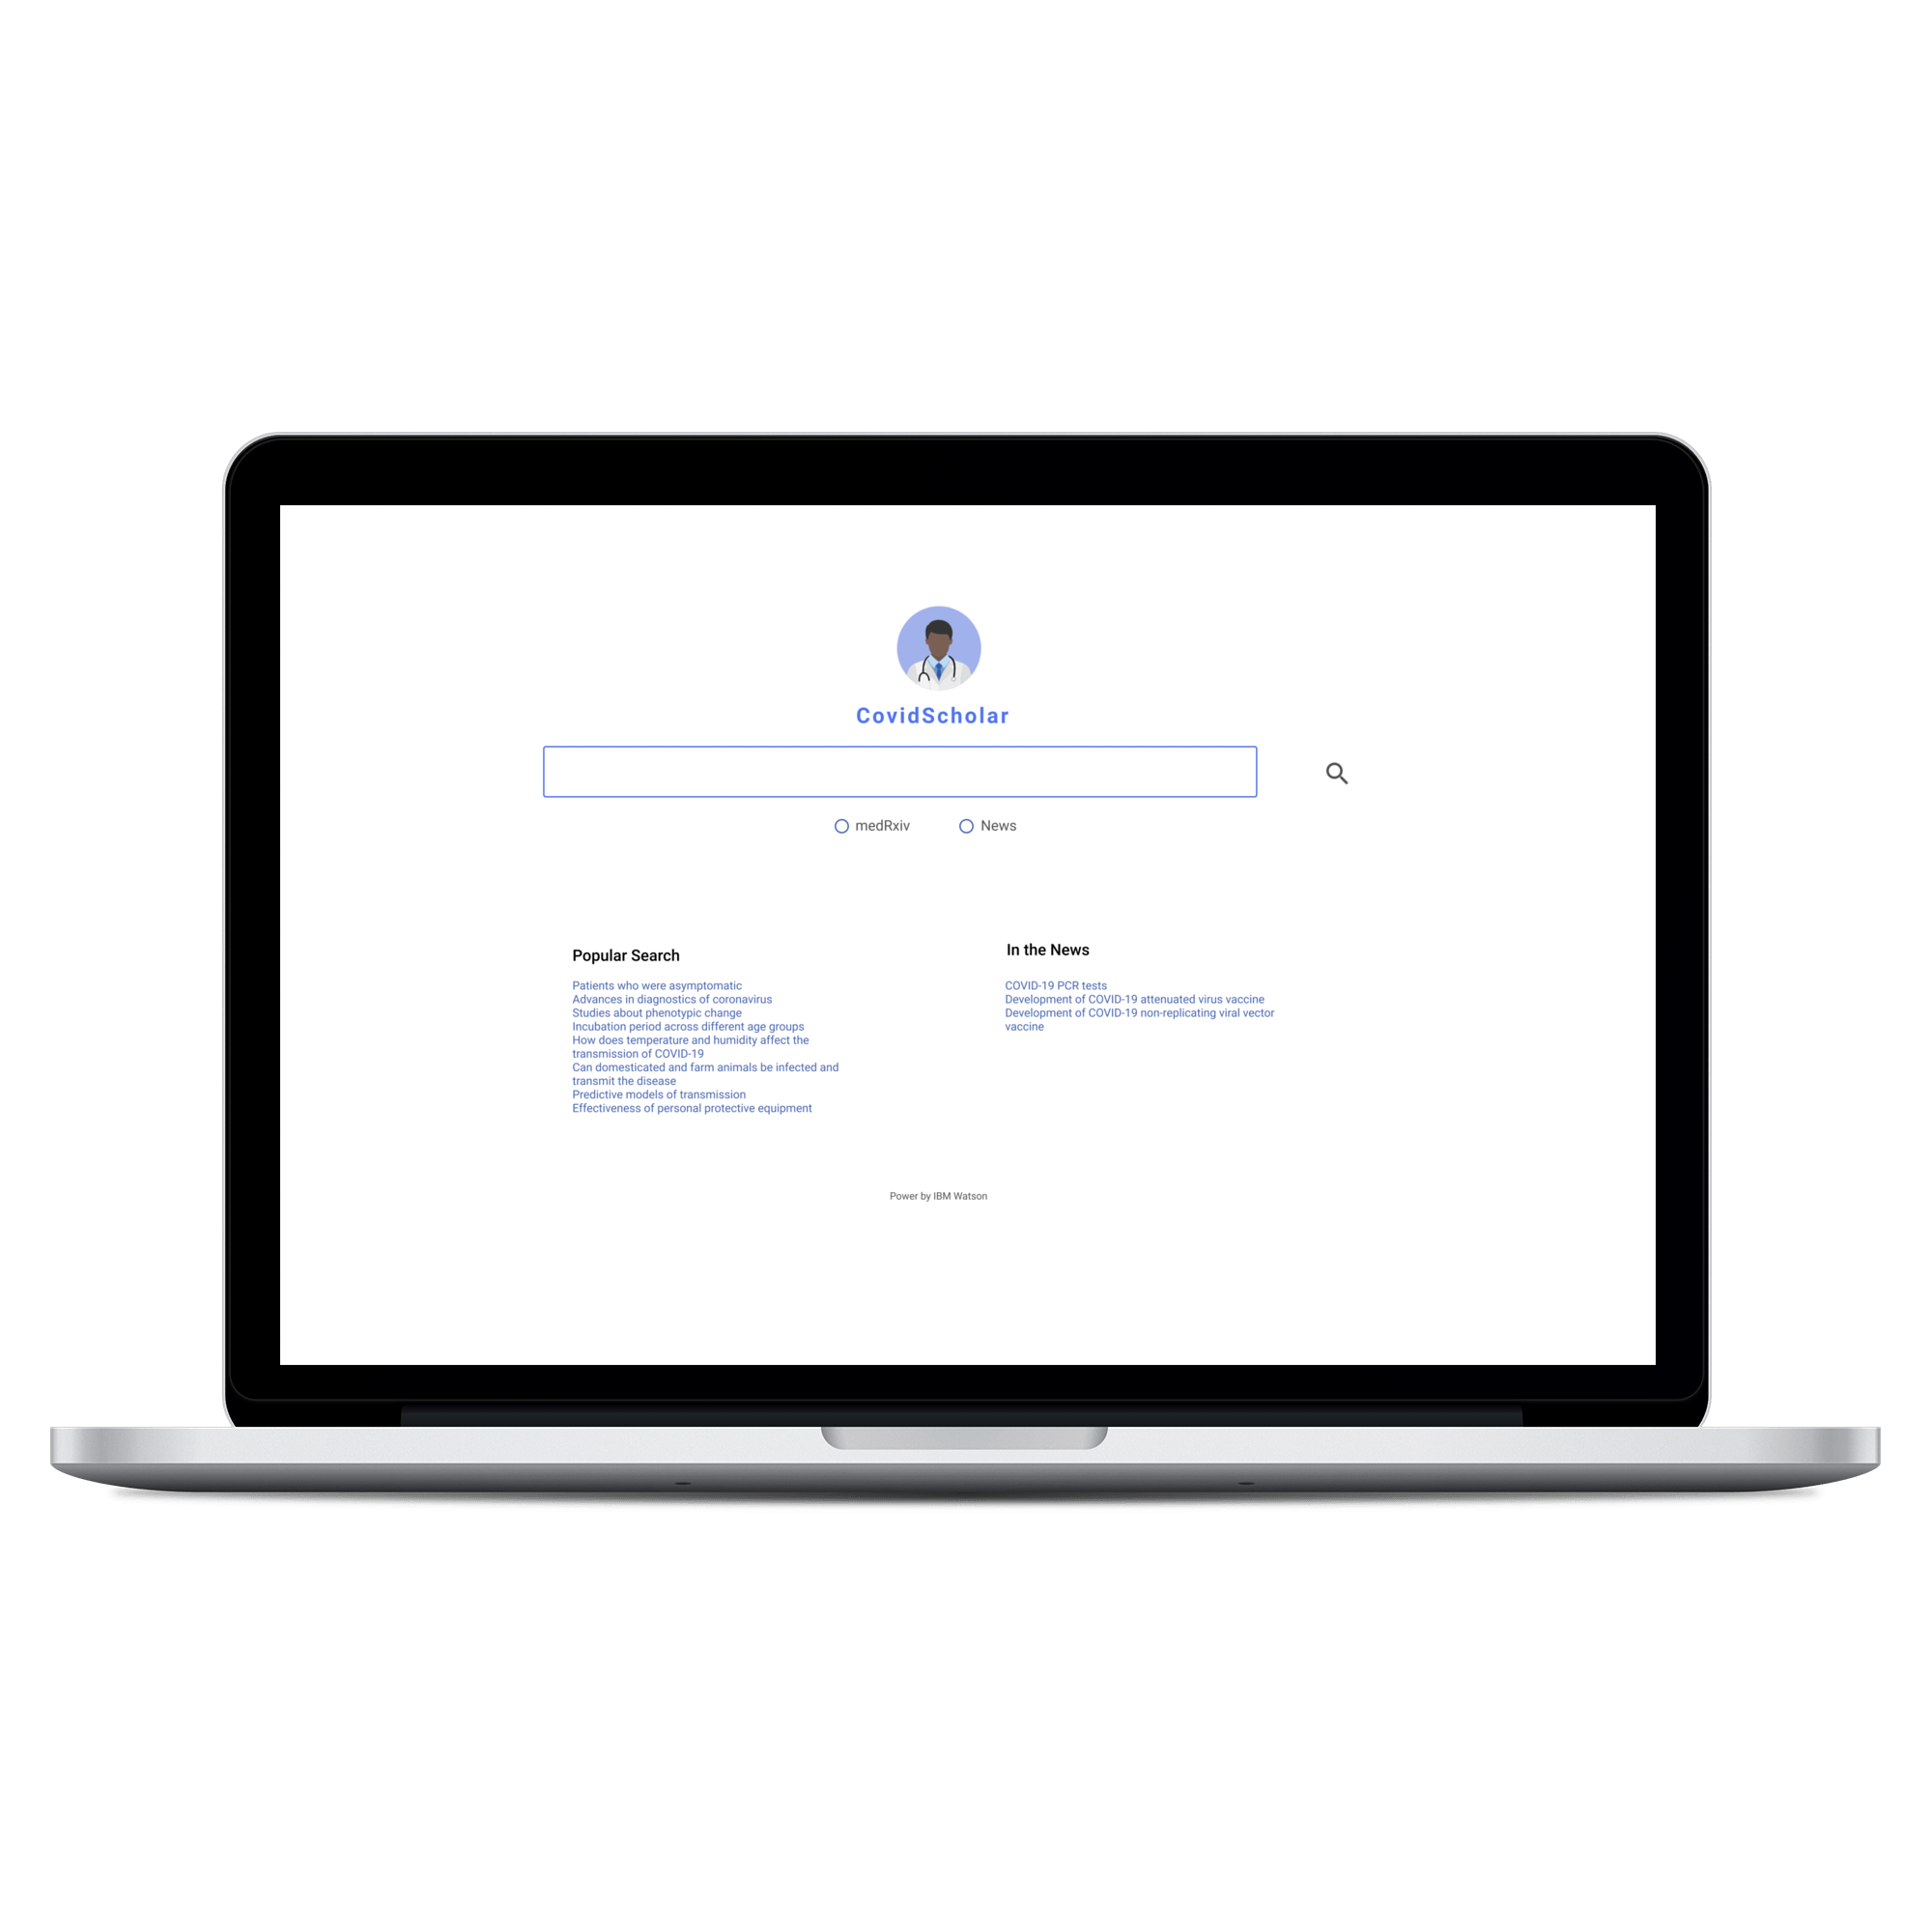 CovidScholar
medRxiv
News
Popular Search
Patients who were asymptomatic
Advances in diagnostics of coronavirus
Studies about phenotypic change
Incubation period across different age groups
How does temperature and humidity affect the
transmission of COVID-19
Can domesticated and farm animals be infected and
transmit the disease
Predictive models of transmission
Effectiveness of personal protective equipment
In the News
COVID-19 PCR tests
Development of COVID-19 attenuated virus vaccine
Development of COVID-19 non-replicating viral vector
vaccine
Power by IBM Watson